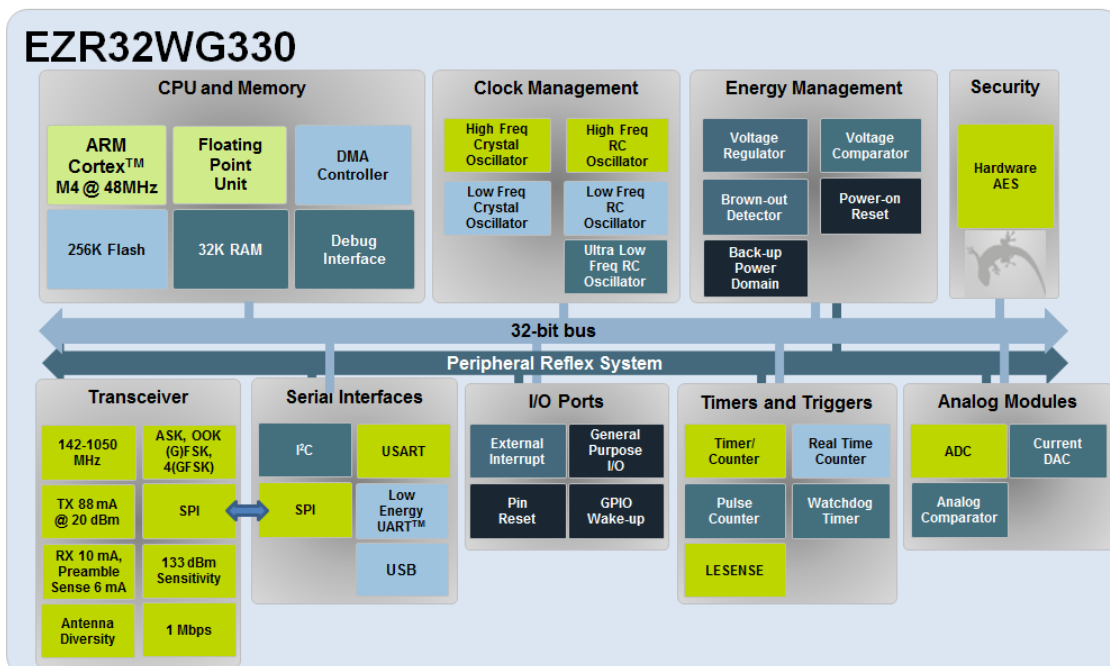 EZR32WG330
CPU and Memory
ARM
Cortex™
M4 @ 48MHz
Floating
Point
Unit
DMA
Controller
256K Flash
32K RAM
Debug
Interface
Clock Management
High Freq
Crystal
Oscillator
High Freq
RC
Oscillator
Low Freq
Crystal
Oscillator
Low Freq
RC
Oscillator
Ultra Low
Freq RC
Oscillator
Energy Management
Voltage
Regulator
Voltage
Comparator
Brown-out
Detector
Power-on
Reset
Back-up
Power
Domain
Security
Hardware
AES
32-bit bus
Peripheral Reflex System
Transceiver
142-1050
MHz
ASK, OOK
(G)FSK,
4(GFSK)
TX 88 mA
@ 20 dBm
SPI
RX 10 mA,
Preamble
Sense 6 mA
133 dBm
Sensitivity
Antenna
Diversity
1 Mbps
Serial Interfaces
I²C
USART
SPI
Low
Energy
UART™
USB
I/O Ports
External
Interrupt
General
Purpose
I/O
Pin
Reset
GPIO
Wake-up
Timers and Triggers
Timer/
Counter
Real Time
Counter
Pulse
Counter
Watchdog
Timer
LESENSE
Analog Modules
ADC
Current
DAC
Analog
Comparator